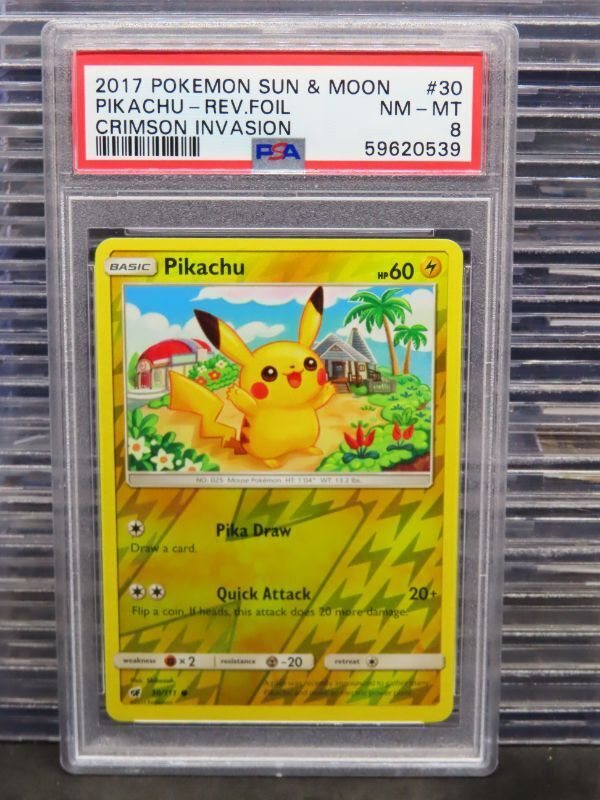 2017 POKEMON SUN & MOON #30
PIKACHU - REV.FOIL NM - MT
CRIMSON INVASION 8
PSA 59620539
BASIC Pikachu HP 60
NO. 025 Mouse Pokémon HT: 1'04" WT: 13.2 lbs.
Pika Draw
Draw a card.
Quick Attack 20+
Flip a coin. If heads, this attack does 20 more damage.
weakness ×2 resistance -20 retreat
30/111